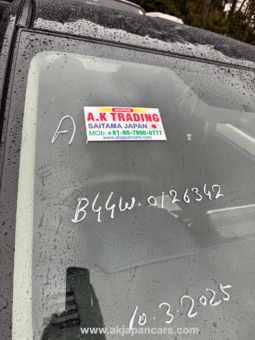 SHIPPER
A.K TRADING
SAITAMA JAPAN
MOb: +81-90-7800-0777
www.akjapancars.com
A
B44W-0126342
10.3.2025
www.akjapancars.com